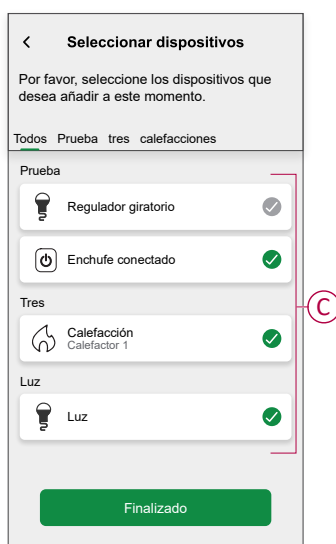 Seleccionar dispositivos
Por favor, seleccione los dispositivos que
desea añadir a este momento.
Todos Prueba tres calefacciones
Prueba
Regulador giratorio
Enchufe conectado
Tres
Calefacción
Calefactor 1
C
Luz
Luz
Finalizado